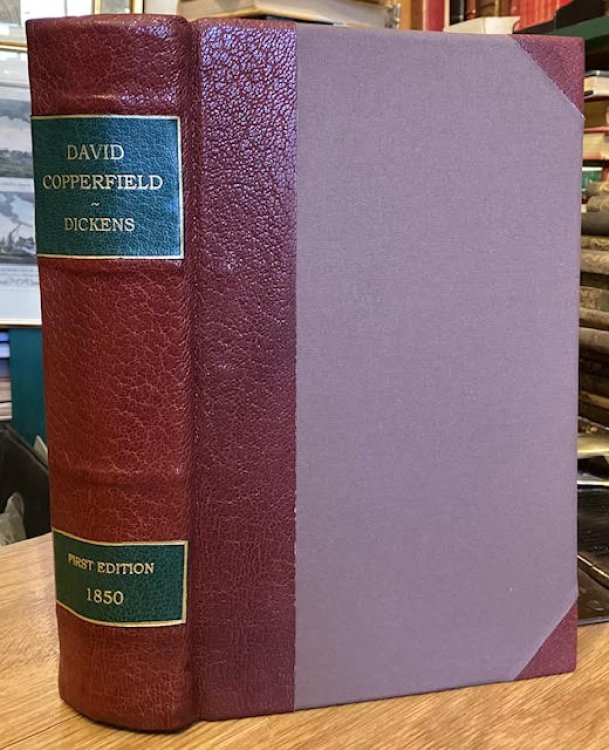 DAVID
COPPERFIELD
~
DICKENS
FIRST EDITION
1850